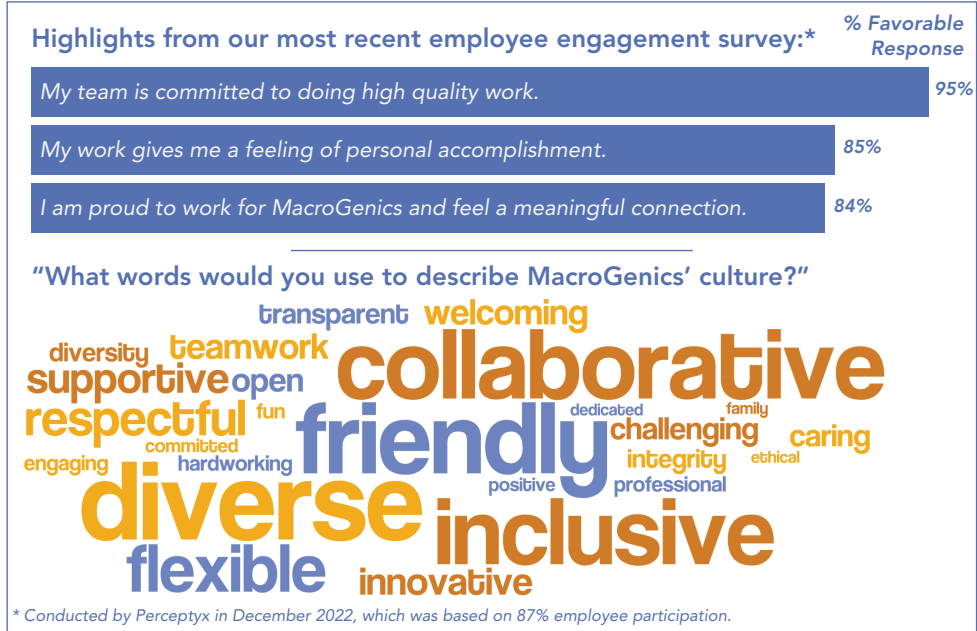 Highlights from our most recent employee engagement survey:*
% Favorable
Response
My team is committed to doing high quality work.
95%
My work gives me a feeling of personal accomplishment.
85%
I am proud to work for MacroGenics and feel a meaningful connection.
84%
“What words would you use to describe MacroGenics’ culture?”
transparent welcoming
diversity teamwork collaborative
supportive open
respectful fun friendly dedicated family
committed challenging caring
engaging hardworking integrity ethical
diverse positive professional
inclusive
flexible innovative
* Conducted by Perceptyx in December 2022, which was based on 87% employee participation.